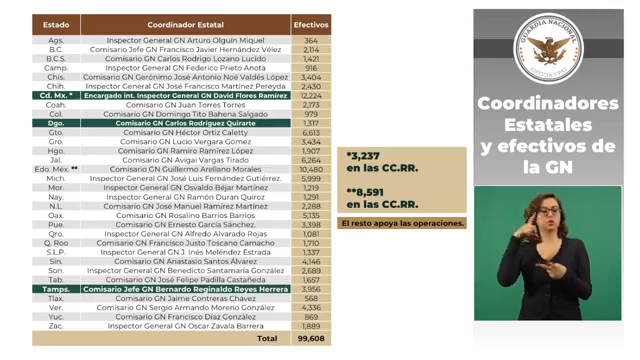 Estado Coordinador Estatal Efectivos
Ags. Inspector General GN Arturo Olguín Miquel 364
B.C. Comisario Jefe GN Francisco Javier Hernández Vélez 2,114
B.C.S. Comisario GN Carlos Rodrigo Lozano Lucido 1,421
Camp. Inspector General GN Federico Prieto Anota 916
Chis. Comisario GN Gerónimo José Antonio Noé Valdés López 3,404
Chih. Inspector General GN José Francisco Martínez Pereyda 2,430
Cd. Mx. * Encargado int. Inspector General GN David Flores Ramírez 12,224
Coah. Comisario GN Juan Torres Torres 2,173
Col. Comisario GN Domingo Tito Bahena Salgado 979
Dgo. Comisario GN Carlos Rodríguez Quirarte 1,317
Gto. Comisario GN Héctor Ortiz Caletty 6,613
Gro. Comisario GN Lucio Vergara Gómez 3,434
Hgo. Comisario GN Ramiro Ramírez López 1,907
Jal. Comisario GN Avigai Vargas Tirado 6,264
Edo. Méx. ** Comisario GN Guillermo Arellano Morales 10,480
Mich. Inspector General GN José Luis Fernández Gutiérrez. 5,999
Mor. Inspector General GN Osvaldo Béjar Martínez 1,219
Nay. Inspector General GN Ramón Duran Quiroz 1,291
N.L. Comisario GN José Manuel Ramírez Martínez 2,288
Oax. Comisario GN Rosalino Barrios Barrios 5,135
Pue. Comisario GN Ernesto García Sánchez. 3,398
Qro. Inspector General GN Alfredo Alvarado Rojas 1,081
Q. Roo Comisario GN Francisco Justo Toscano Camacho 1,710
S.L.P. Inspector General GN J. Inés Meléndez Estrada 1,337
Sin. Comisario GN Anastasio Santos Álvarez 4,146
Son. Inspector General GN Benedicto Santamaría González 2,689
Tab. Comisario GN José Felipe Padilla Castañeda 1,657
Tamps. Comisario Jefe GN Bernardo Reginaldo Reyes Herrera 3,956
Tlax. Comisario GN Jaime Contreras Chávez 568
Ver. Comisario GN Sergio Armando Moreno González 4,336
Yuc. Comisario GN Francisco Díaz González 869
Zac. Inspector General GN Oscar Zavala Barrera 1,889
Total 99,608
*3,237
en las CC.RR.
**8,591
en las CC.RR.
El resto apoya las operaciones.
GUARDIA NACIONAL
JUSTICIA Y PAZ
Coordinadores
Estatales
y efectivos de
la GN